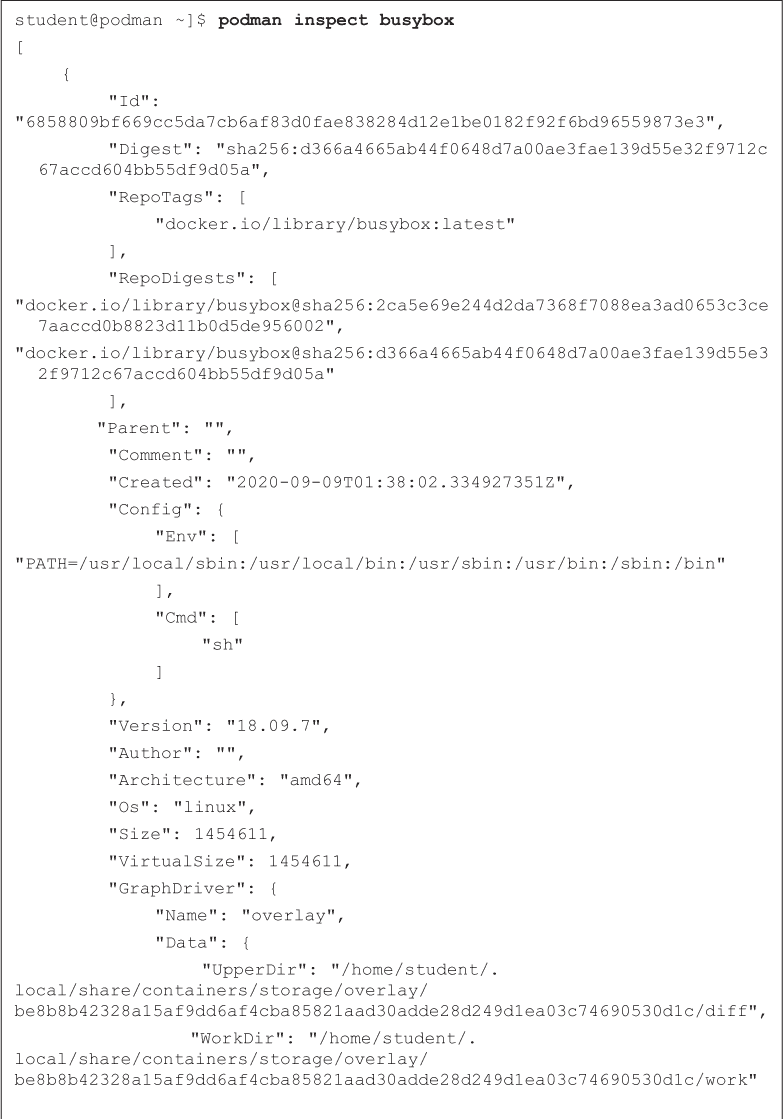 student@podman ~]$ podman inspect busybox
[
{
"Id":
"6858809bf669cc5da7cb6af83d0fae838284d12e1be0182f92f6bd96559873e3",
"Digest": "sha256:d366a4665ab44f0648d7a00ae3fae139d55e32f9712c
67accd604bb55df9d05a",
"RepoTags": [
"docker.io/library/busybox:latest"
],
"RepoDigests": [
"docker.io/library/busybox@sha256:2ca5e69e244d2da7368f7088ea3ad0653c3ce
7aaccd0b8823d11b0d5de956002",
"docker.io/library/busybox@sha256:d366a4665ab44f0648d7a00ae3fae139d55e3
2f9712c67accd604bb55df9d05a"
],
"Parent": "",
"Comment": "",
"Created": "2020-09-09T01:38:02.334927351Z",
"Config": {
"Env": [
"PATH=/usr/local/sbin:/usr/local/bin:/usr/sbin:/usr/bin:/sbin:/bin"
],
"Cmd": [
"sh"
]
},
"Version": "18.09.7",
"Author": "",
"Architecture": "amd64",
"Os": "linux",
"Size": 1454611,
"VirtualSize": 1454611,
"GraphDriver": {
"Name": "overlay",
"Data": {
"UpperDir": "/home/student/.
local/share/containers/storage/overlay/
be8b8b42328a15af9dd6af4cba85821aad30adde28d249d1ea03c74690530d1c/diff",
"WorkDir": "/home/student/.
local/share/containers/storage/overlay/
be8b8b42328a15af9dd6af4cba85821aad30adde28d249d1ea03c74690530d1c/work"